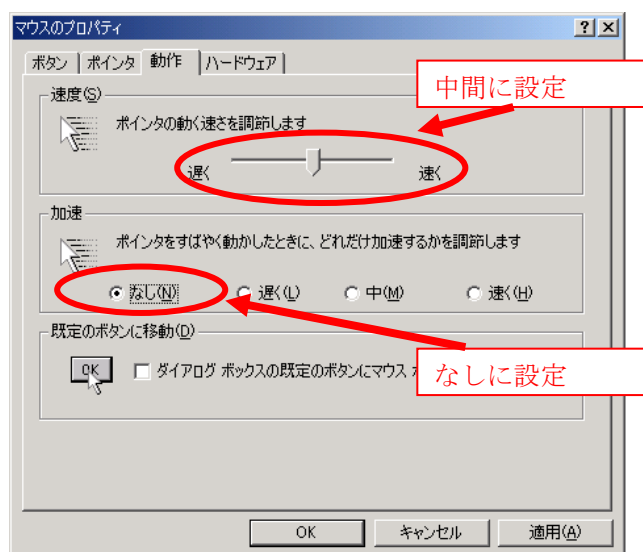 マウスのプロパティ
ボタン ポインタ 動作 ハードウェア
中間に設定
速度(S)
ポインタの動く速さを調節します
遅く 速く
加速
ポインタをすばやく動かしたときに、どれだけ加速するかを調節します
なし(N) 遅く(L) 中(M) 速く(H)
既定のボタンに移動(D)
OK ダイアログ ボックスの既定のボタンにマウス
なしに設定
OK キャンセル 適用(A)